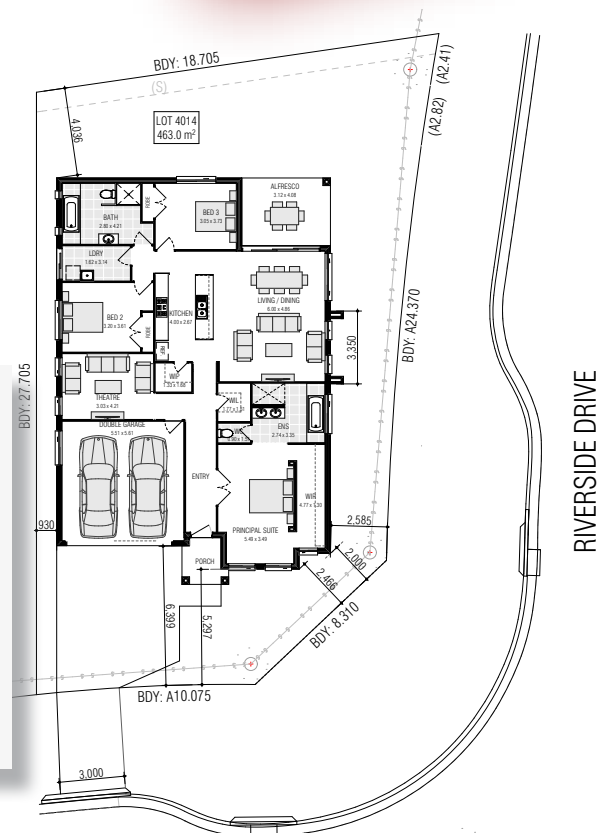 BDY: 18.705
(A2.41)
(A2.82)
(S)
4,036
LOT 4014
463.0 m²
ALFRESCO
3.12 x 4.08
ROBE
BED 3
3.05 x 3.73
BATH
2.80 x 4.21
LDRY
1.62 x 3.14
LIVING / DINING
6.00 x 4.86
KITCHEN
4.00 x 2.67
BED 2
3.20 x 3.61
ROBE
REF
BDY: A24.370
3,350
WIP
BDY: 27.705
THEATRE
3.03 x 4.21
WIL
ENS
2.74 x 3.35
DOUBLE GARAGE
5.51 x 5.61
RIVERSIDE DRIVE
ENTRY
WIR
PRINCIPAL SUITE
5.48 x 3.49
930
2,585
2,000
PORCH
2,466
6,399
5,297
BDY: 8.310
BDY: A10.075
3,000